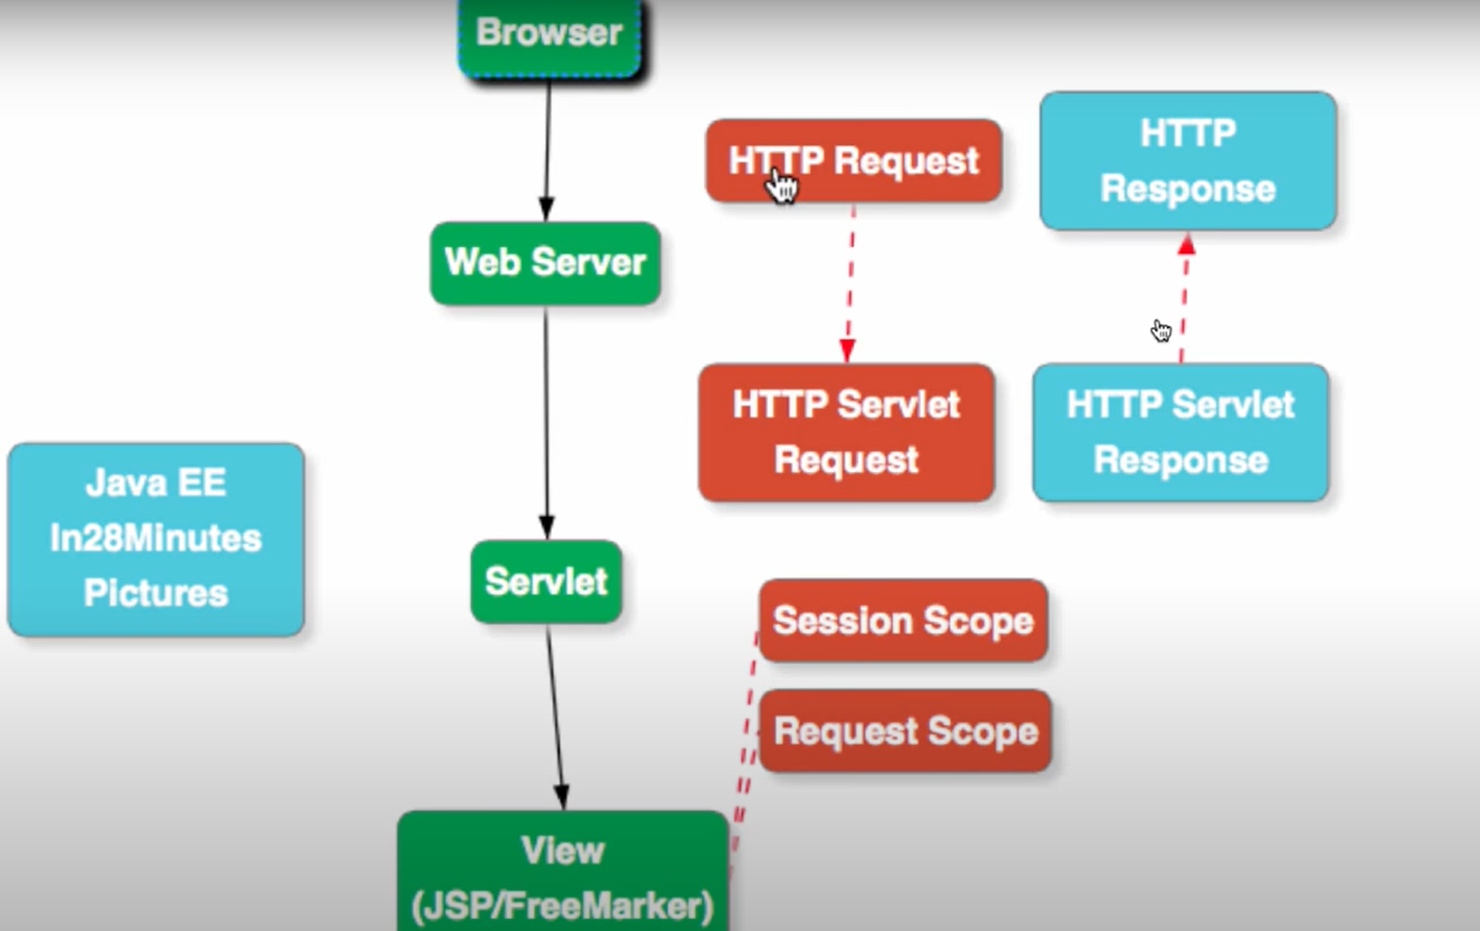 Browser
HTTP Request
HTTP
Response
Web Server
HTTP Servlet
Request
HTTP Servlet
Response
Java EE
In28Minutes
Pictures
Servlet
Session Scope
Request Scope
View
(JSP/FreeMarker)